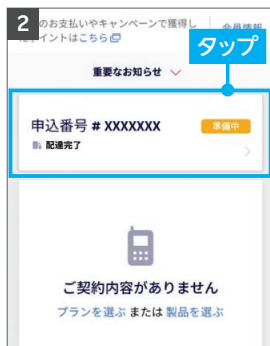 2
のお支払いやキャンペーンで獲得し
ポイントはこちら
会員情報
タップ
重要なお知らせ
申込番号 # XXXXXXX
準備中
配達完了
ご契約内容がありません
プランを選ぶ または 製品を選ぶ